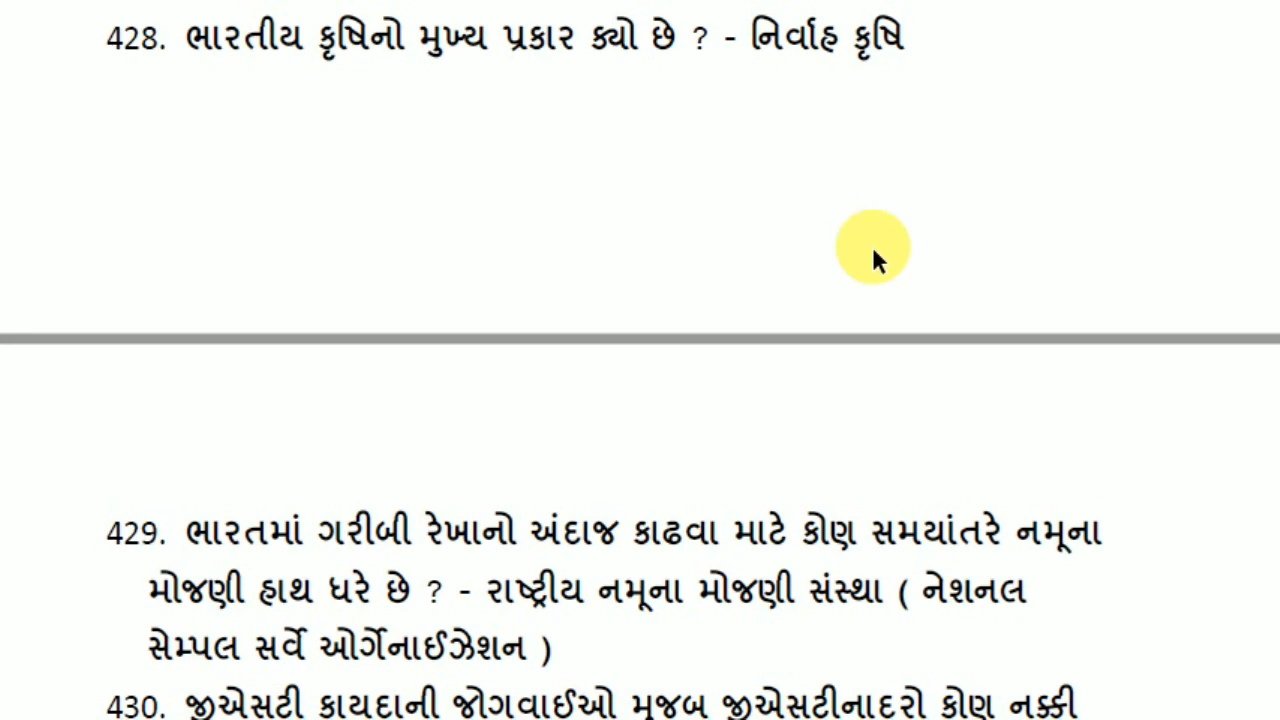 428. ભારતીય કૃષિનો મુખ્ય પ્રકાર ક્યો છે ? - નિર્વાહ કૃષિ
429. ભારતમાં ગરીબી રેખાનો અંદાજ કાઢવા માટે કોણ સમયાંતરે નમૂના
મોજણી હાથ ધરે છે ? - રાષ્ટ્રીય નમૂના મોજણી સંસ્થા ( નેશનલ
સેમ્પલ સર્વે ઓર્ગેનાઈઝેશન )
430. જીએસટી કાયદાની જોગવાઈઓ મૂજબ જીએસટીનાદરો કોણ નક્કી